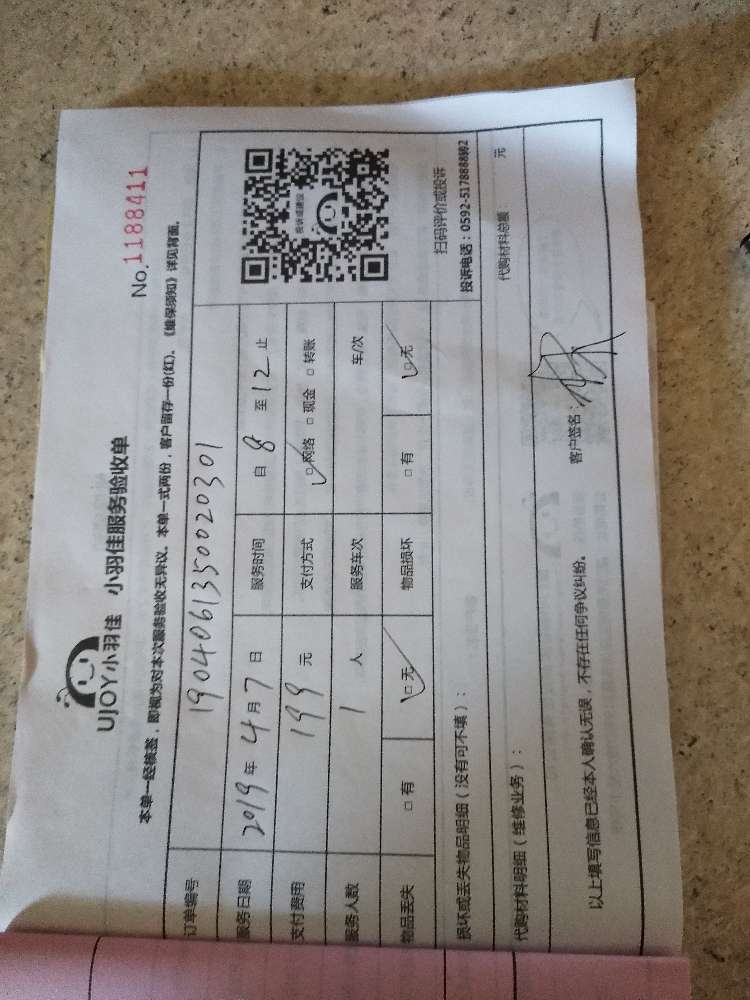 No.1188411
UJOY小羽佳 小羽佳服务验收单
本单一经核签，即视为对本次服务验收无异议。本单一式两份，客户留存一份(红)。《维保须知》详见背面。
订单编号 1904061350020301
服务日期 2019年4月7日 服务时间 自8至12止
支付费用 199元 支付方式 □网络 □现金 □转账
服务人数 1人 服务车次 车/次
物品丢失 □有 □无 物品损坏 □有 □无
投诉或建议
扫码评价或投诉
投诉电话：0592-5178888转602
损坏或丢失物品明细（没有可不填）：
代购材料明细（维修业务）： 代购材料总额： 元
以上填写信息已经本人确认无误，不存在任何争议纠纷。 客户签名：